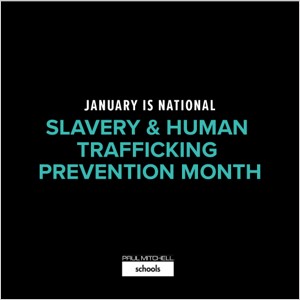 JANUARY IS NATIONAL
SLAVERY & HUMAN
TRAFFICKING
PREVENTION MONTH
PAUL MITCHELL
schools